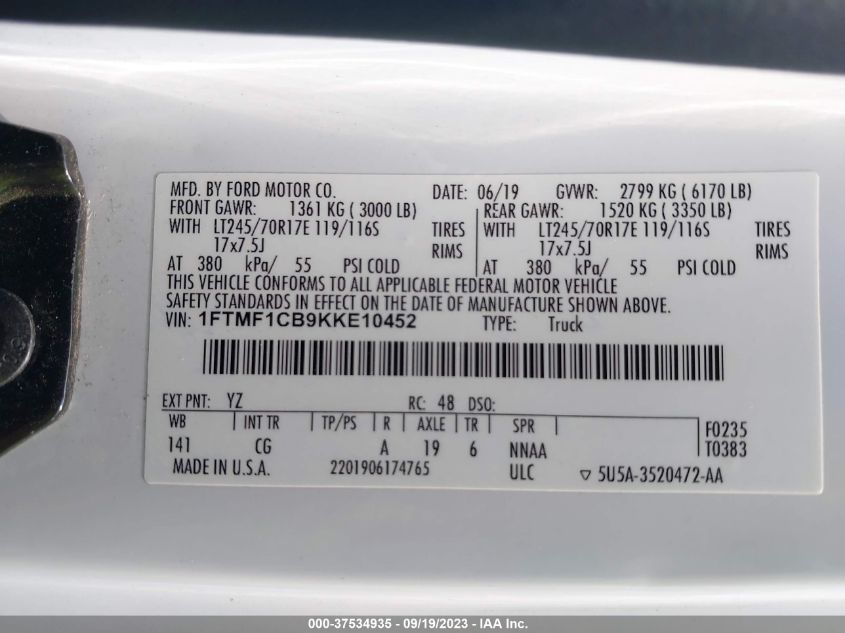 MFD. BY FORD MOTOR CO. DATE: 06/19 GVWR: 2799 KG ( 6170 LB)
FRONT GAWR: 1361 KG ( 3000 LB) REAR GAWR: 1520 KG ( 3350 LB)
WITH LT245/70R17E 119/116S TIRES WITH LT245/70R17E 119/116S TIRES
17x7.5J RIMS 17x7.5J RIMS
AT 380 kPa/ 55 PSI COLD AT 380 kPa/ 55 PSI COLD
THIS VEHICLE CONFORMS TO ALL APPLICABLE FEDERAL MOTOR VEHICLE
SAFETY STANDARDS IN EFFECT ON THE DATE OF MANUFACTURE SHOWN ABOVE.
VIN: 1FTMF1CB9KKE10452 TYPE: Truck
EXT PNT: YZ RC: 48 DSO:
WB INT TR TP/PS R AXLE TR SPR F0235
141 CG A 19 6 NNAA T0383
MADE IN U.S.A. 2201906174765 ULC ▽ 5U5A-3520472-AA
000-37534935 - 09/19/2023 - IAA